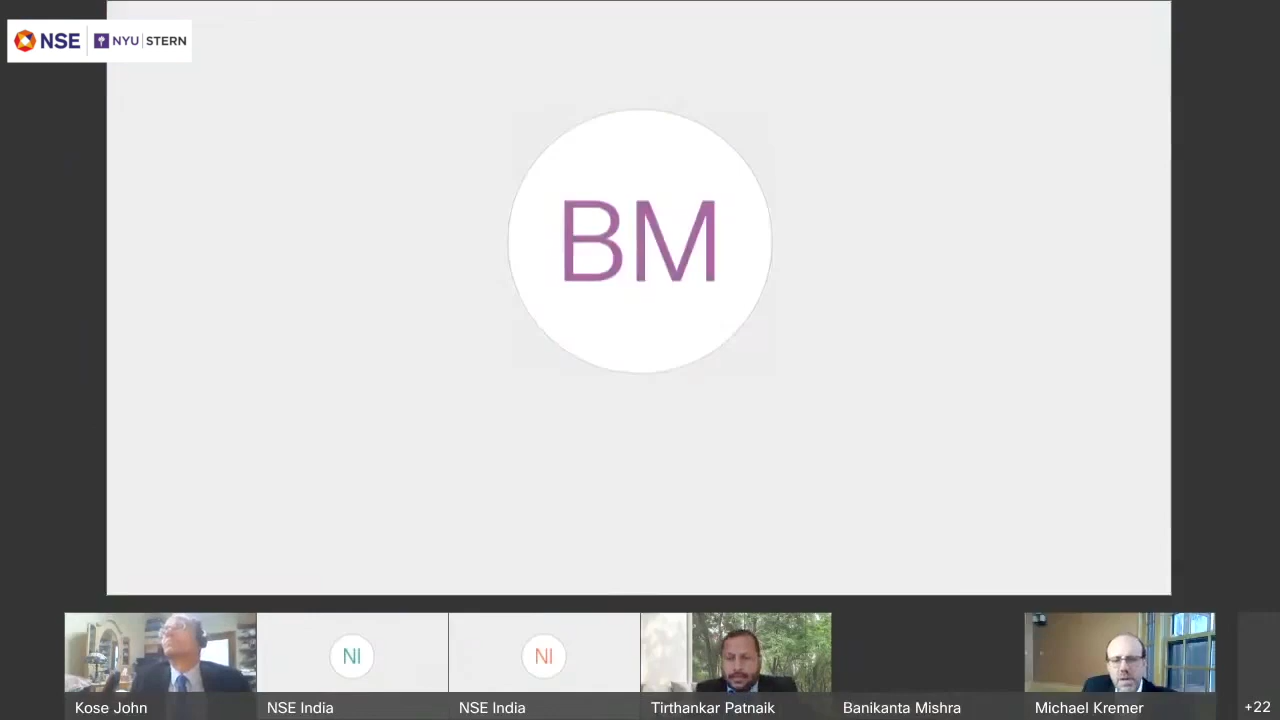 NSE NYU STERN
BM
NI
NI
Kose John
NSE India
NSE India
Tirthankar Patnaik
Banikanta Mishra
Michael Kremer
+22